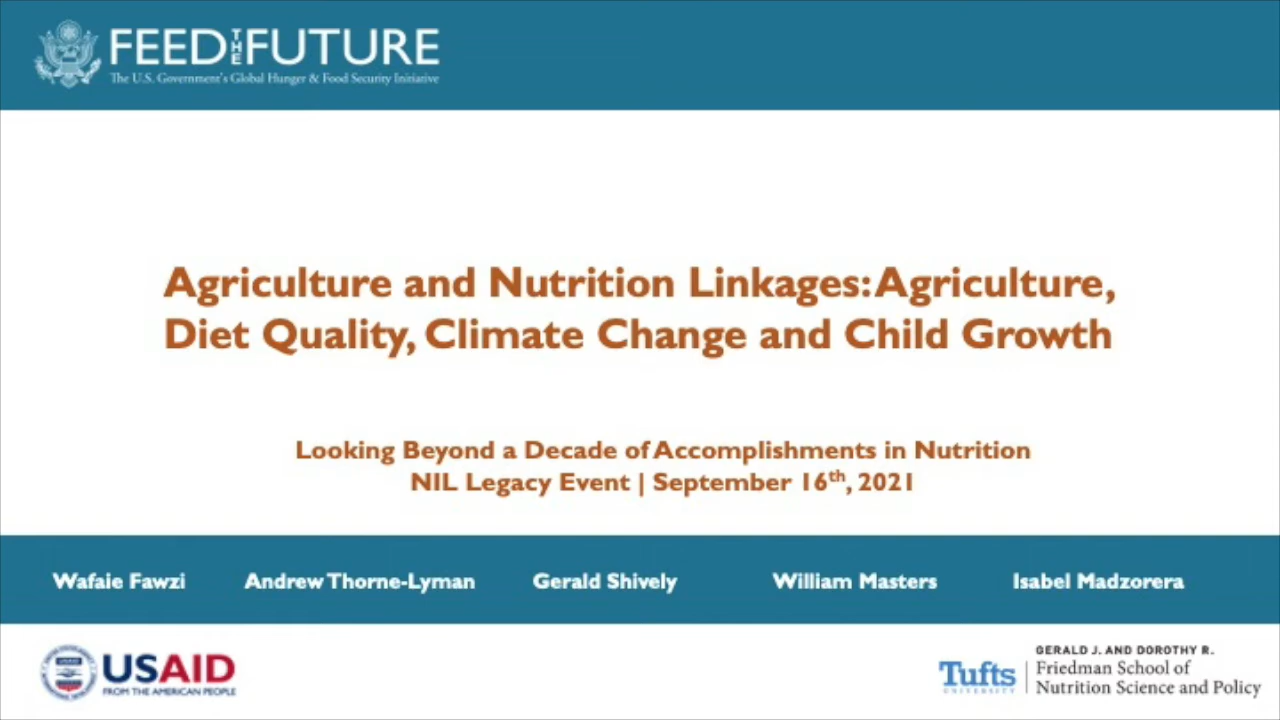 FEED THE FUTURE
The U.S. Government's Global Hunger & Food Security Initiative
Agriculture and Nutrition Linkages: Agriculture,
Diet Quality, Climate Change and Child Growth
Looking Beyond a Decade of Accomplishments in Nutrition
NIL Legacy Event | September 16th, 2021
Wafaie Fawzi Andrew Thorne-Lyman Gerald Shively William Masters Isabel Madzorera
USAID
FROM THE AMERICAN PEOPLE
Tufts
UNIVERSITY
GERALD J. AND DOROTHY R.
Friedman School of
Nutrition Science and Policy